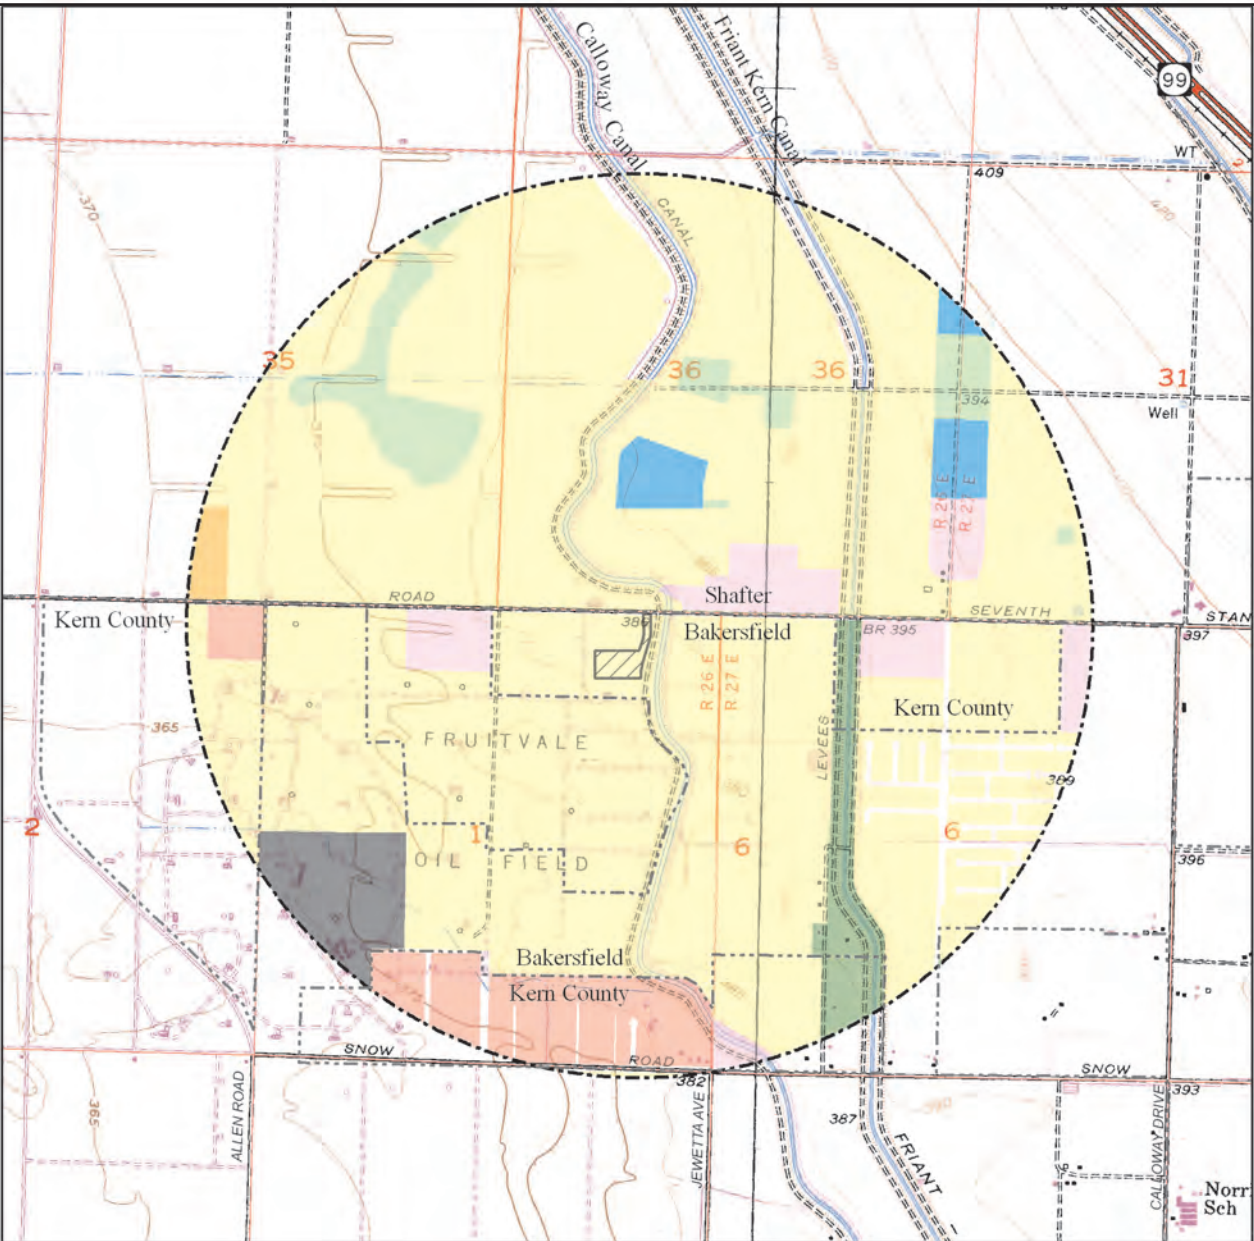 Calloway Canal
Friant Kern Canal
99
WT
409
370
CANAL
420
35
36
36
31
394
Well
R 26 E
R 27 E
ROAD
Shafter
SEVENTH
STAN
Kern County
386
Bakersfield
BR 395
397
R 26 E
R 27 E
Kern County
365
FRUITVALE
LEVEES
389
2
1
6
6
OIL FIELD
396
Bakersfield
Kern County
SNOW
ROAD
SNOW
382
393
365
ALLEN ROAD
JEWETTA AVE
387
390
FRIANT
CALLOWAY DRIVE
Norr
Sch